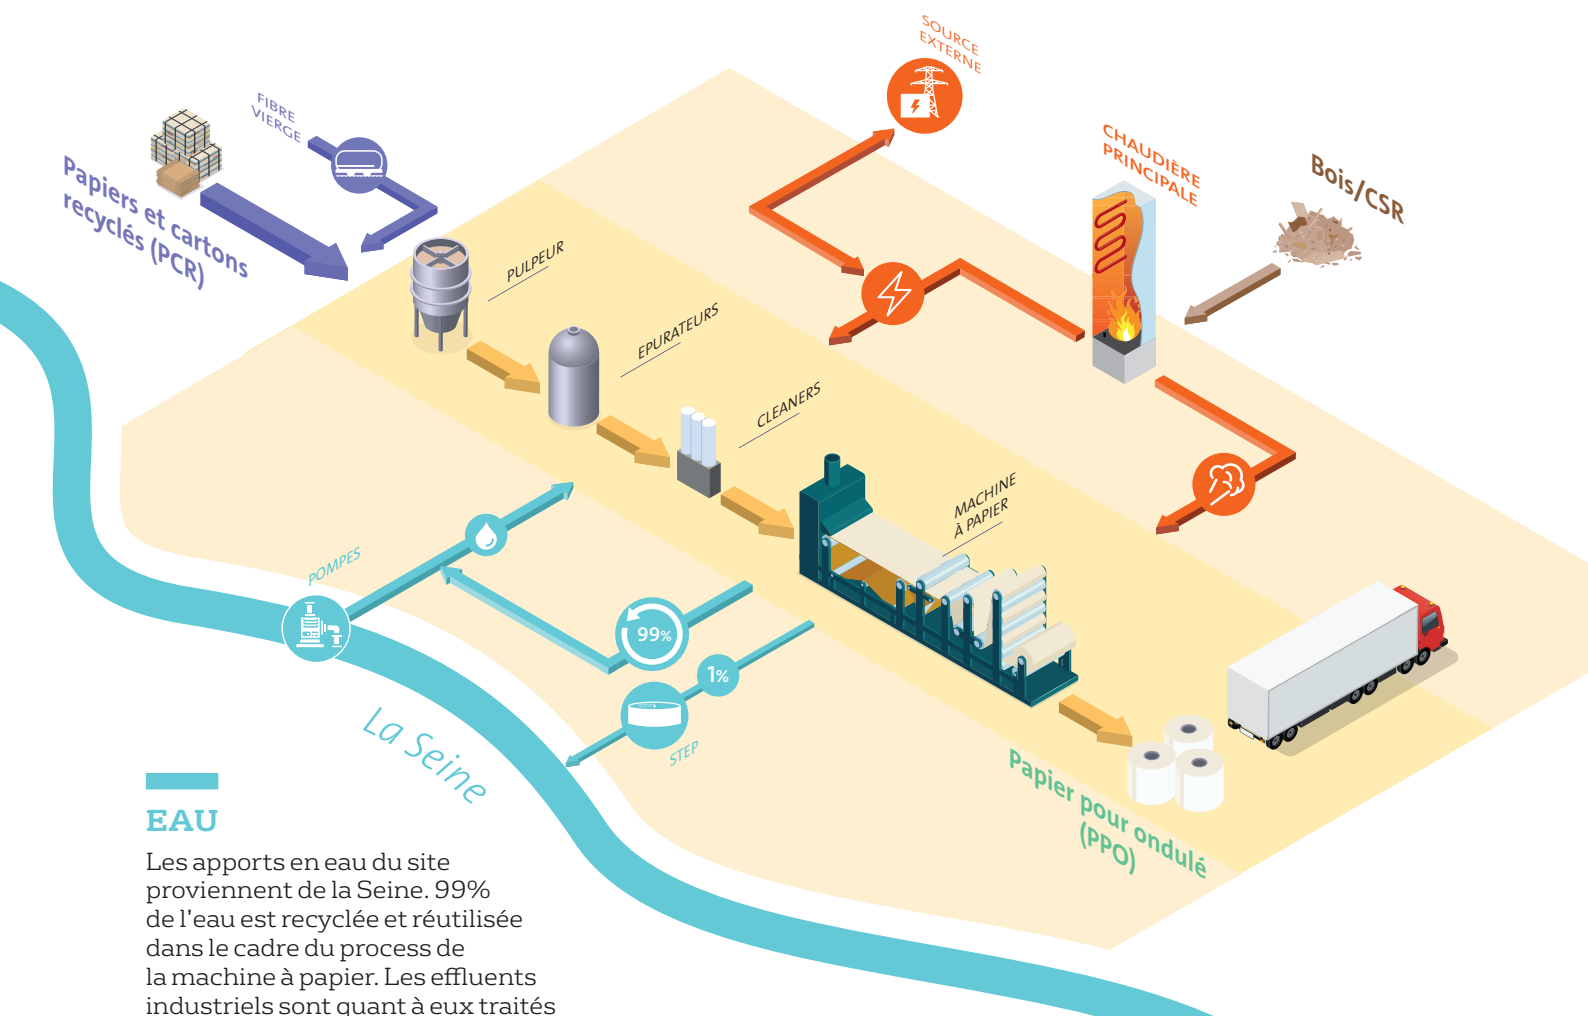 SOURCE
EXTERNE
FIBRE
VIERGE
CHAUDIÈRE
PRINCIPALE
Bois/CSR
Papiers et cartons
recyclés (PCR)
PULPEUR
EPURATEURS
CLEANERS
MACHINE
À PAPIER
POMPES
99%
1%
STEP
La Seine
Papier pour ondulé
(PPO)
EAU
Les apports en eau du site
proviennent de la Seine. 99%
de l’eau est recyclée et réutilisée
dans le cadre du process de
la machine à papier. Les effluents
industriels sont quant à eux traités